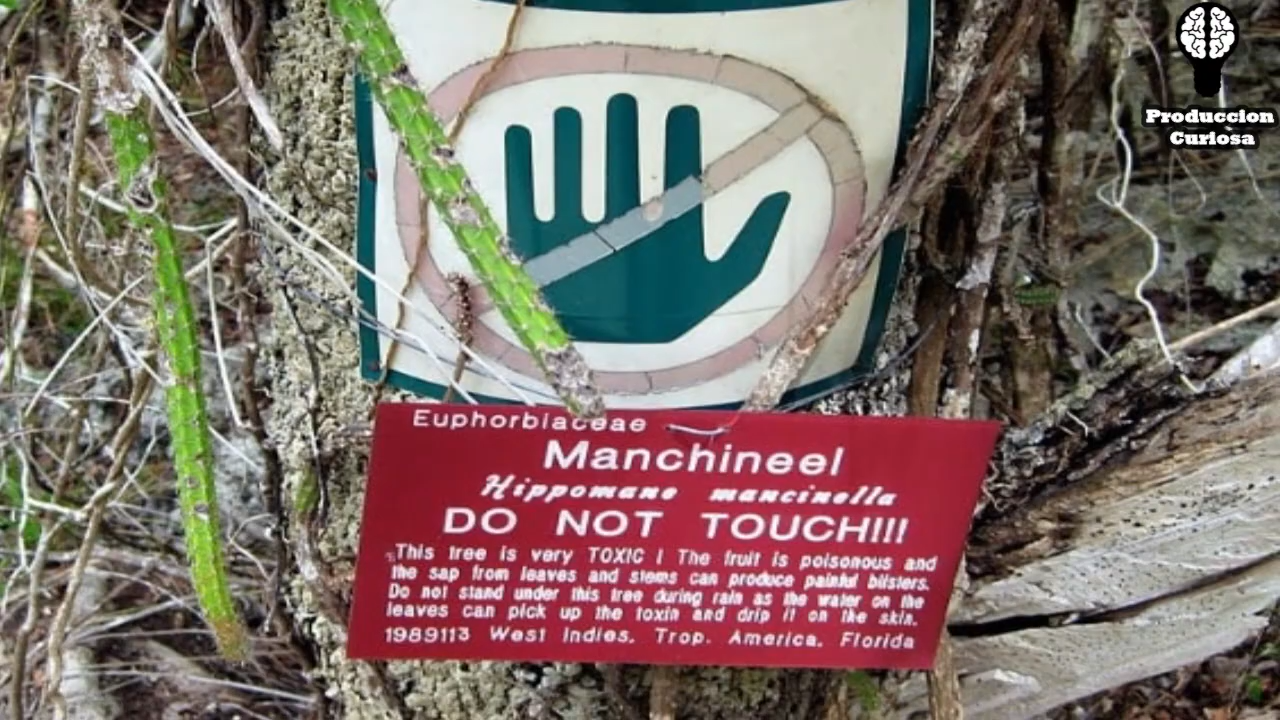 Produccion
Curiosa
Euphorbiaceae
Manchineel
Hippomane mancinella
DO NOT TOUCH!!!
This tree is very TOXIC ! The fruit is poisonous and
the sap from leaves and stems can produce painful blisters.
Do not stand under this tree during rain as the water on the
leaves can pick up the toxin and drip it on the skin.
1989113 West Indies, Trop. America, Florida